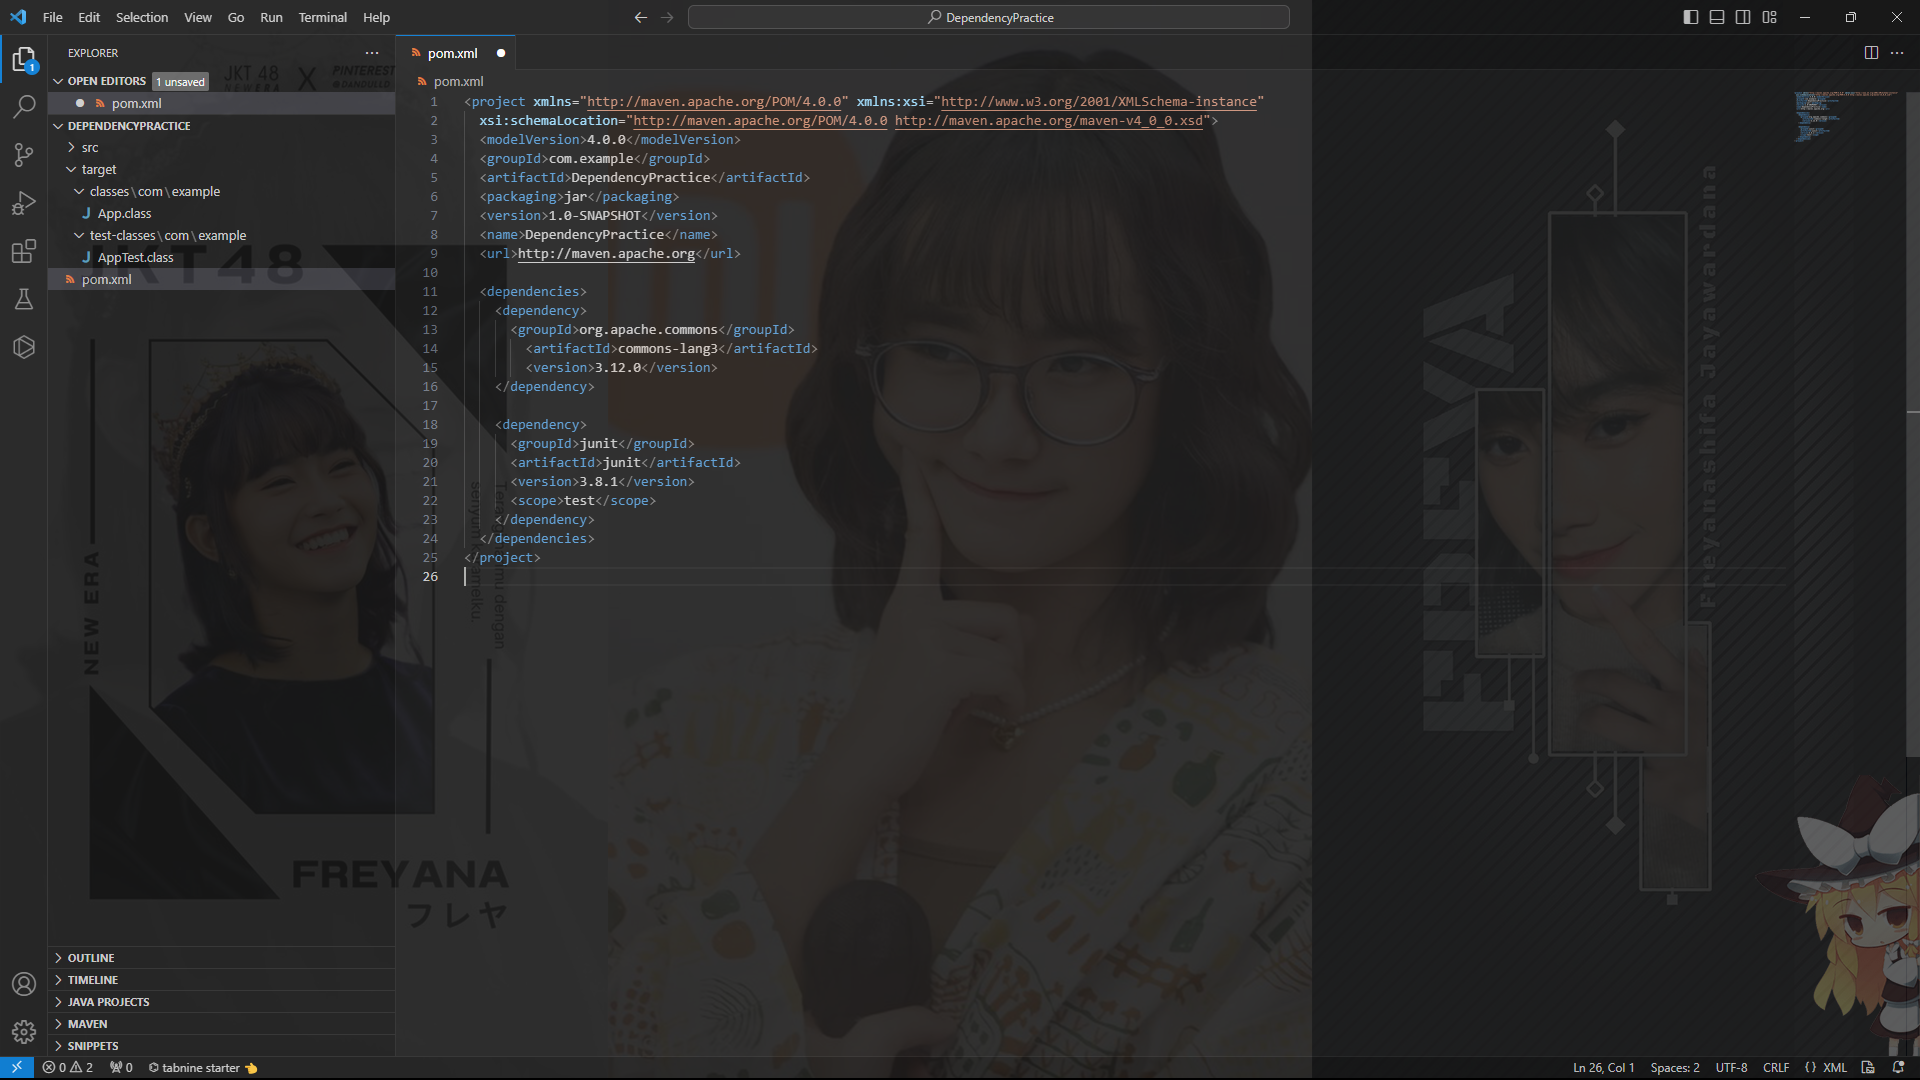 File Edit Selection View Go Run Terminal Help
DependencyPractice
EXPLORER
pom.xml
OPEN EDITORS 1 unsaved
pom.xml
DEPENDENCYPRACTICE
src
target
classes\com\example
App.class
test-classes\com\example
AppTest.class
pom.xml
pom.xml
1 <project xmlns="http://maven.apache.org/POM/4.0.0" xmlns:xsi="http://www.w3.org/2001/XMLSchema-instance"
2 xsi:schemaLocation="http://maven.apache.org/POM/4.0.0 http://maven.apache.org/maven-v4_0_0.xsd">
3 <modelVersion>4.0.0</modelVersion>
4 <groupId>com.example</groupId>
5 <artifactId>DependencyPractice</artifactId>
6 <packaging>jar</packaging>
7 <version>1.0-SNAPSHOT</version>
8 <name>DependencyPractice</name>
9 <url>http://maven.apache.org</url>
10
11 <dependencies>
12 <dependency>
13 <groupId>org.apache.commons</groupId>
14 <artifactId>commons-lang3</artifactId>
15 <version>3.12.0</version>
16 </dependency>
17
18 <dependency>
19 <groupId>junit</groupId>
20 <artifactId>junit</artifactId>
21 <version>3.8.1</version>
22 <scope>test</scope>
23 </dependency>
24 </dependencies>
25 </project>
26
JKT 48
NEW ERA
X
PINTEREST
JKT 48
NEW ERA
FREYANA
フレヤ
FREYA
Freyanashifa Jayawardana
OUTLINE
TIMELINE
JAVA PROJECTS
MAVEN
SNIPPETS
0 2 0 tabnine starter
Ln 26, Col 1 Spaces: 2 UTF-8 CRLF {} XML